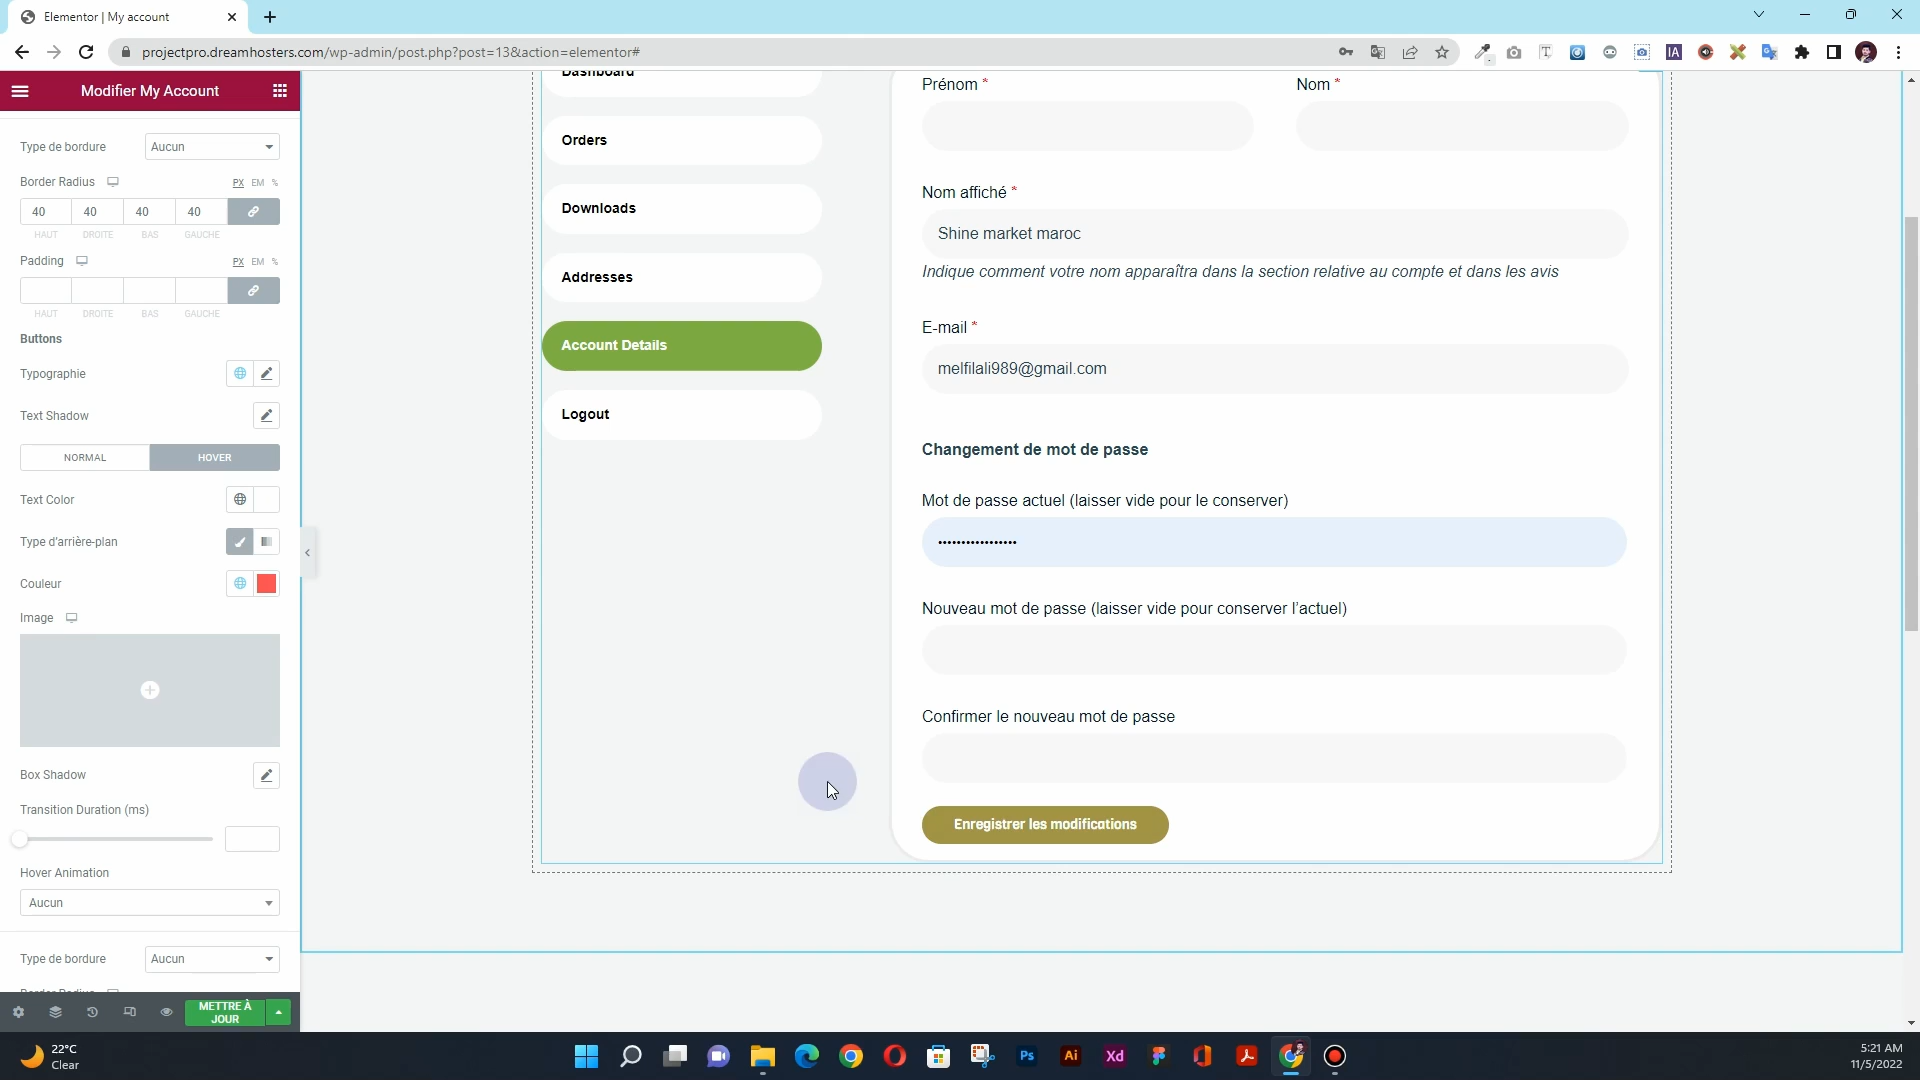 Elementor | My account
projectpro.dreamhosters.com/wp-admin/post.php?post=13&action=elementor#
Modifier My Account
Type de bordure
Aucun
Border Radius
PX EM %
40 40 40 40
HAUT DROITE BAS GAUCHE
Padding
PX EM %
HAUT DROITE BAS GAUCHE
Buttons
Typographie
Text Shadow
NORMAL HOVER
Text Color
Type d'arrière-plan
Couleur
Image
Box Shadow
Transition Duration (ms)
Hover Animation
Aucun
Type de bordure
Aucun
Border Radius
METTRE À
JOUR
Dashboard
Orders
Downloads
Addresses
Account Details
Logout
Prénom *
Nom *
Nom affiché *
Shine market maroc
Indique comment votre nom apparaîtra dans la section relative au compte et dans les avis
E-mail *
melfilali989@gmail.com
Changement de mot de passe
Mot de passe actuel (laisser vide pour le conserver)
•••••••••••••••••
Nouveau mot de passe (laisser vide pour conserver l’actuel)
Confirmer le nouveau mot de passe
Enregistrer les modifications
22°C
Clear
IA
Ps
Ai
Xd
5:21 AM
11/5/2022